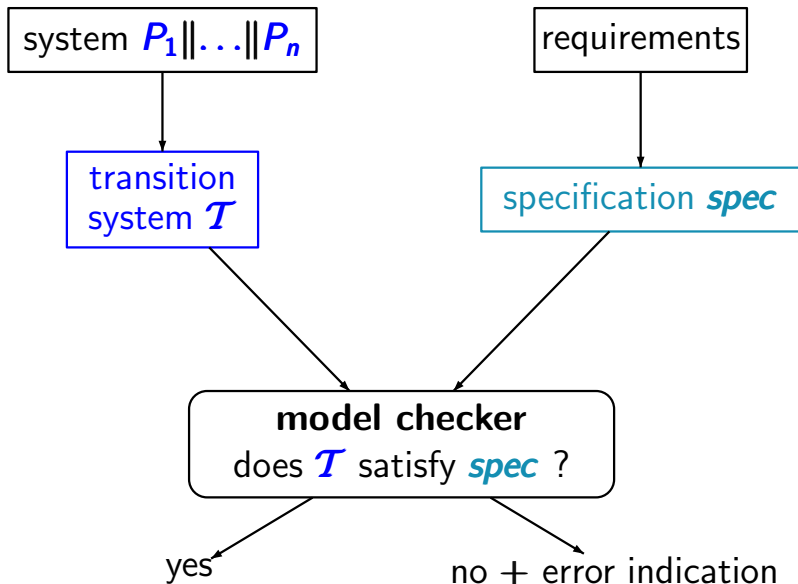 system P₁‖...‖Pₙ
requirements
transition
system 𝒯
specification spec
model checker
does 𝒯 satisfy spec ?
yes
no + error indication